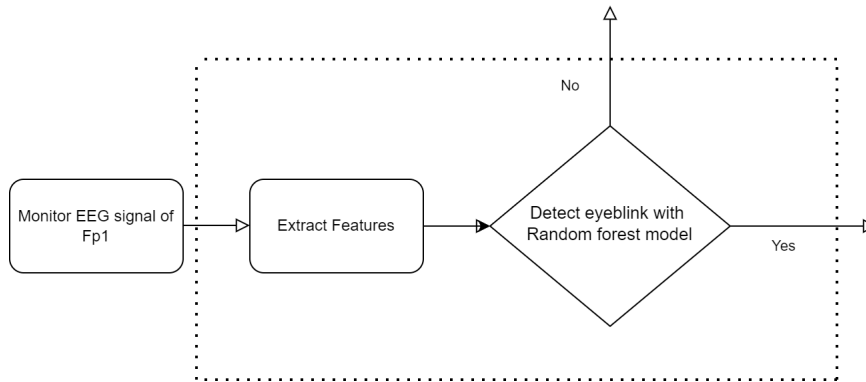 No
Monitor EEG signal of
Fp1
Extract Features
Detect eyeblink with
Random forest model
Yes